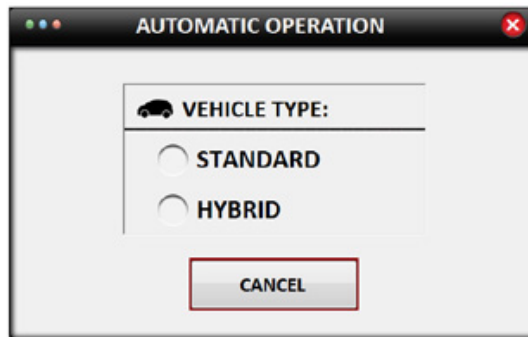 AUTOMATIC OPERATION
VEHICLE TYPE:
STANDARD
HYBRID
CANCEL